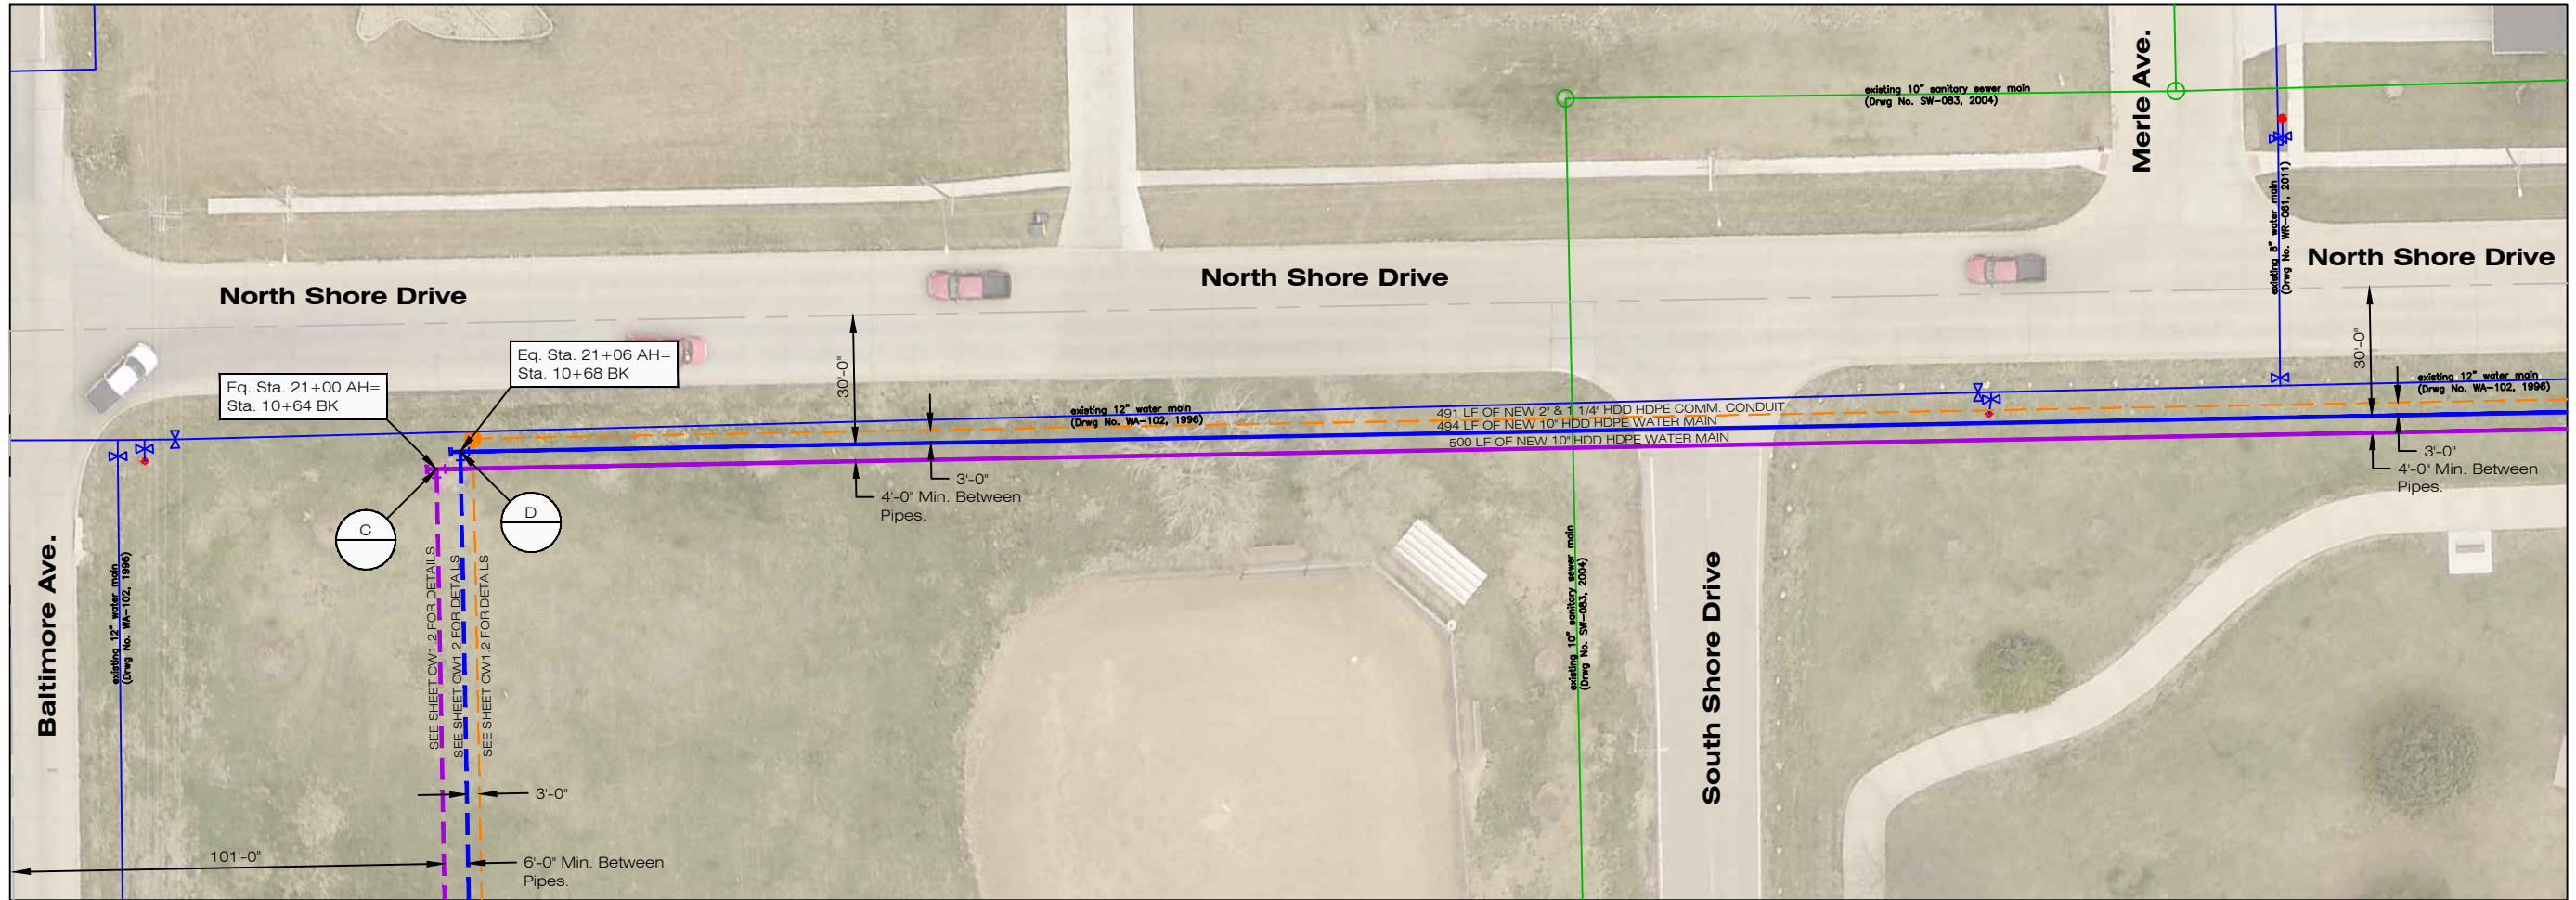 existing 10" sanitary sewer main
(Drwg No. SW-083, 2004)
Merle Ave.
existing 8" water main
(Drwg No. WR-061, 2011)
North Shore Drive
North Shore Drive
North Shore Drive
Eq. Sta. 21+06 AH=
Sta. 10+68 BK
Eq. Sta. 21+00 AH=
Sta. 10+64 BK
30'-0"
30'-0"
existing 12" water main
(Drwg No. WA-102, 1996)
existing 12" water main
(Drwg No. WA-102, 1996)
491 LF OF NEW 2" & 1 1/4" HDD HDPE COMM. CONDUIT
494 LF OF NEW 10" HDD HDPE WATER MAIN
500 LF OF NEW 10" HDD HDPE WATER MAIN
3'-0"
4'-0" Min. Between
Pipes.
3'-0"
4'-0" Min. Between
Pipes.
C
D
Baltimore Ave.
existing 12" water main
(Drwg No. WA-102, 1996)
SEE SHEET CW1.2 FOR DETAILS
SEE SHEET CW1.2 FOR DETAILS
SEE SHEET CW1.2 FOR DETAILS
existing 10" sanitary sewer main
(Drwg No. SW-083, 2004)
South Shore Drive
3'-0"
101'-0"
6'-0" Min. Between
Pipes.